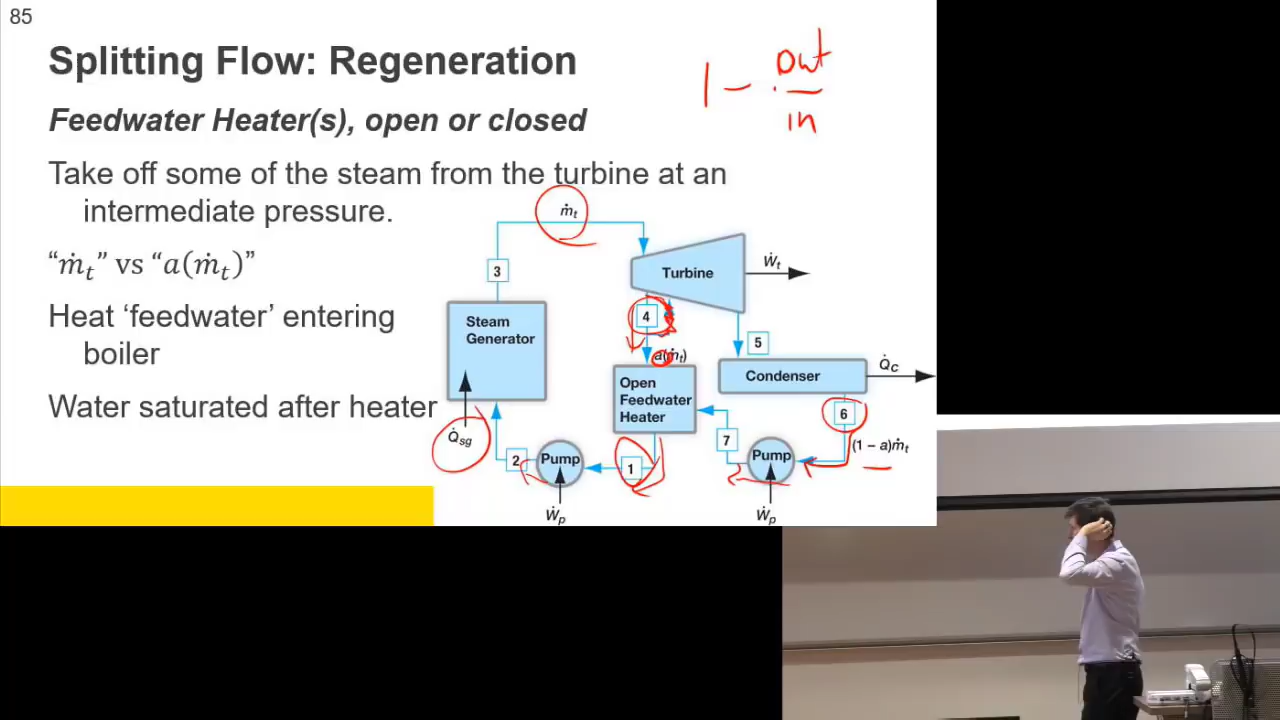 85
Splitting Flow: Regeneration
1 - out
in
Feedwater Heater(s), open or closed
Take off some of the steam from the turbine at an
intermediate pressure.
"ṁt" vs "a(ṁt)"
Heat 'feedwater' entering
boiler
Water saturated after heater
ṁt
3
Turbine
Ẇt
Steam
Generator
4
5
a(ṁt)
Condenser
Q̇C
Open
Feedwater
Heater
6
Q̇sg
7
(1 − a)ṁt
2
Pump
1
Pump
Ẇp
Ẇp